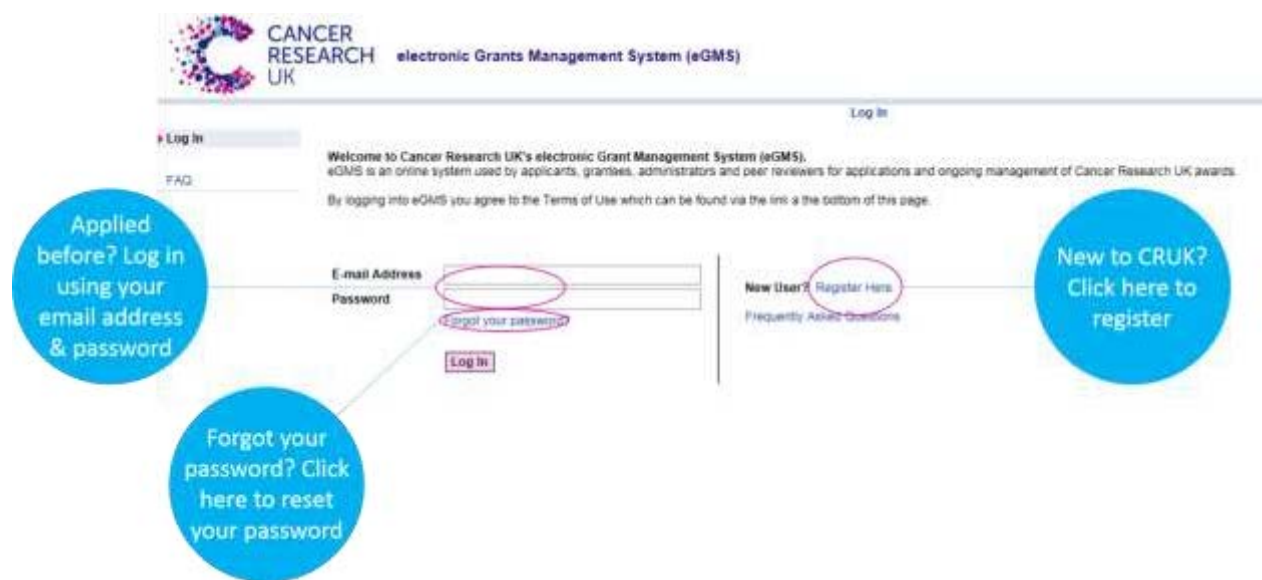 CANCER
RESEARCH
UK
electronic Grants Management System (eGMS)
Log In
Log In
FAQ
Welcome to Cancer Research UK's electronic Grant Management System (eGMS).
eGMS is an online system used by applicants, grantees, administrators and peer reviewers for applications and ongoing management of Cancer Research UK awards.
By logging into eGMS you agree to the Terms of Use which can be found via the link a the bottom of this page.
Applied
before? Log in
using your
email address
& password
E-mail Address
Password
Forgot your password?
Log In
New User? Register Here
Frequently Asked Questions
New to CRUK?
Click here to
register
Forgot your
password? Click
here to reset
your password